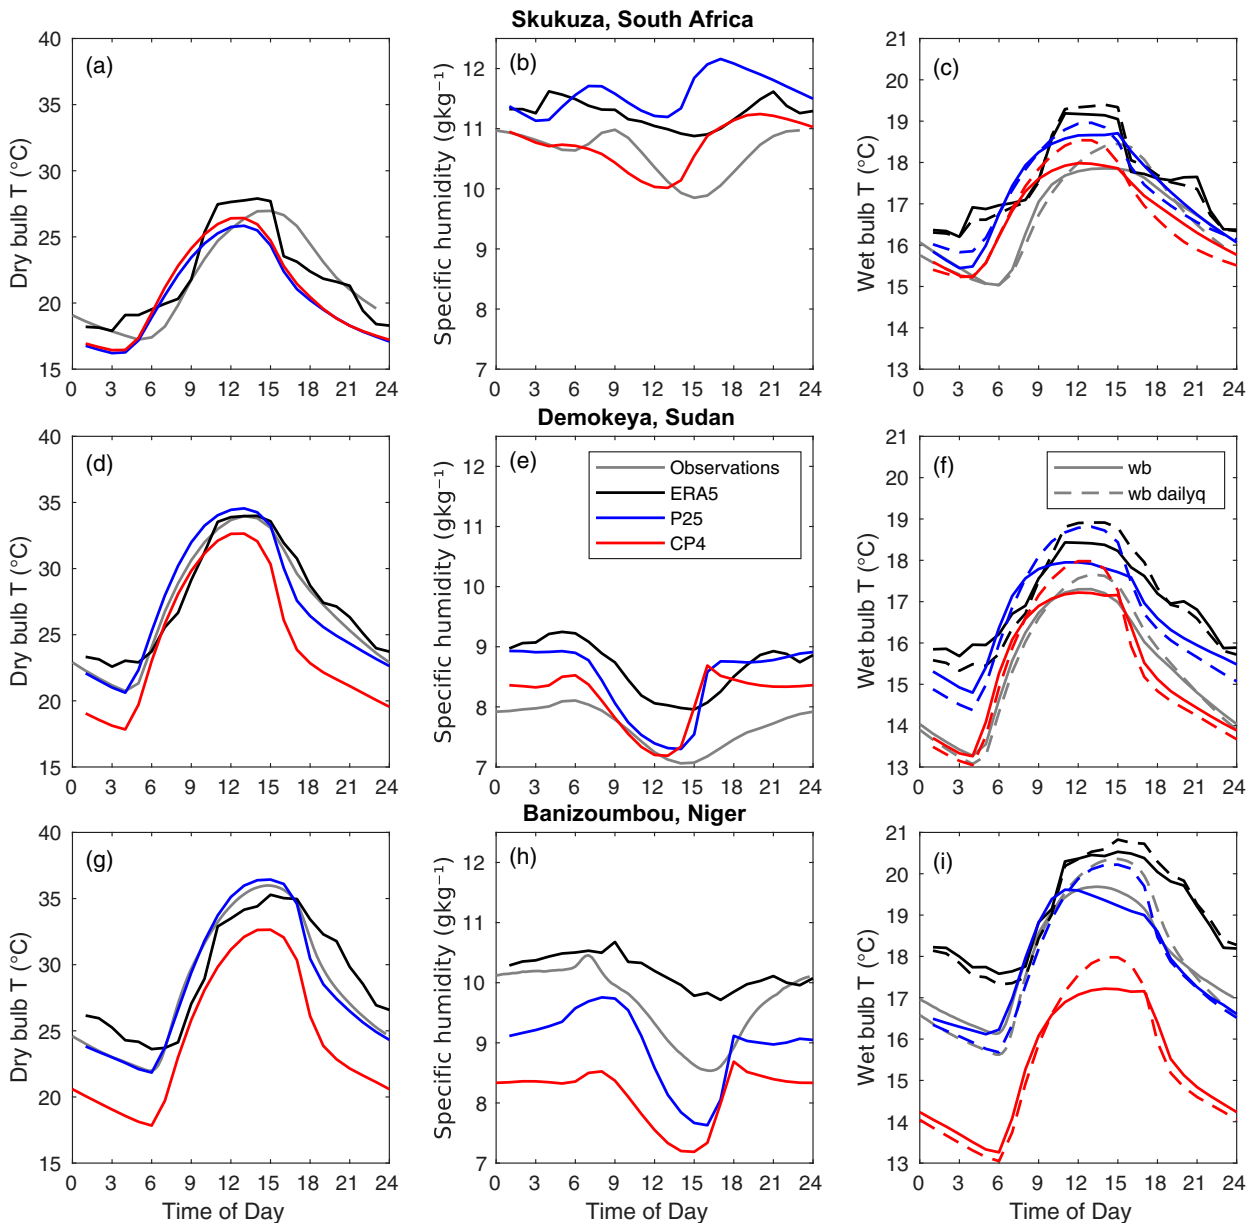 Skukuza, South Africa
(a)
Dry bulb T (°C)
40
35
30
25
20
15
0 3 6 9 12 15 18 21 24
(b)
Specific humidity (gkg⁻¹)
12
11
10
9
8
7
0 3 6 9 12 15 18 21 24
(c)
Wet bulb T (°C)
21
20
19
18
17
16
15
14
13
0 3 6 9 12 15 18 21 24
Demokeya, Sudan
(d)
Dry bulb T (°C)
40
35
30
25
20
15
0 3 6 9 12 15 18 21 24
(e)
Specific humidity (gkg⁻¹)
12
11
10
9
8
7
0 3 6 9 12 15 18 21 24
Observations
ERA5
P25
CP4
(f)
Wet bulb T (°C)
21
20
19
18
17
16
15
14
13
0 3 6 9 12 15 18 21 24
wb
wb dailyq
Banizoumbou, Niger
(g)
Dry bulb T (°C)
40
35
30
25
20
15
0 3 6 9 12 15 18 21 24
Time of Day
(h)
Specific humidity (gkg⁻¹)
12
11
10
9
8
7
0 3 6 9 12 15 18 21 24
Time of Day
(i)
Wet bulb T (°C)
21
20
19
18
17
16
15
14
13
0 3 6 9 12 15 18 21 24
Time of Day